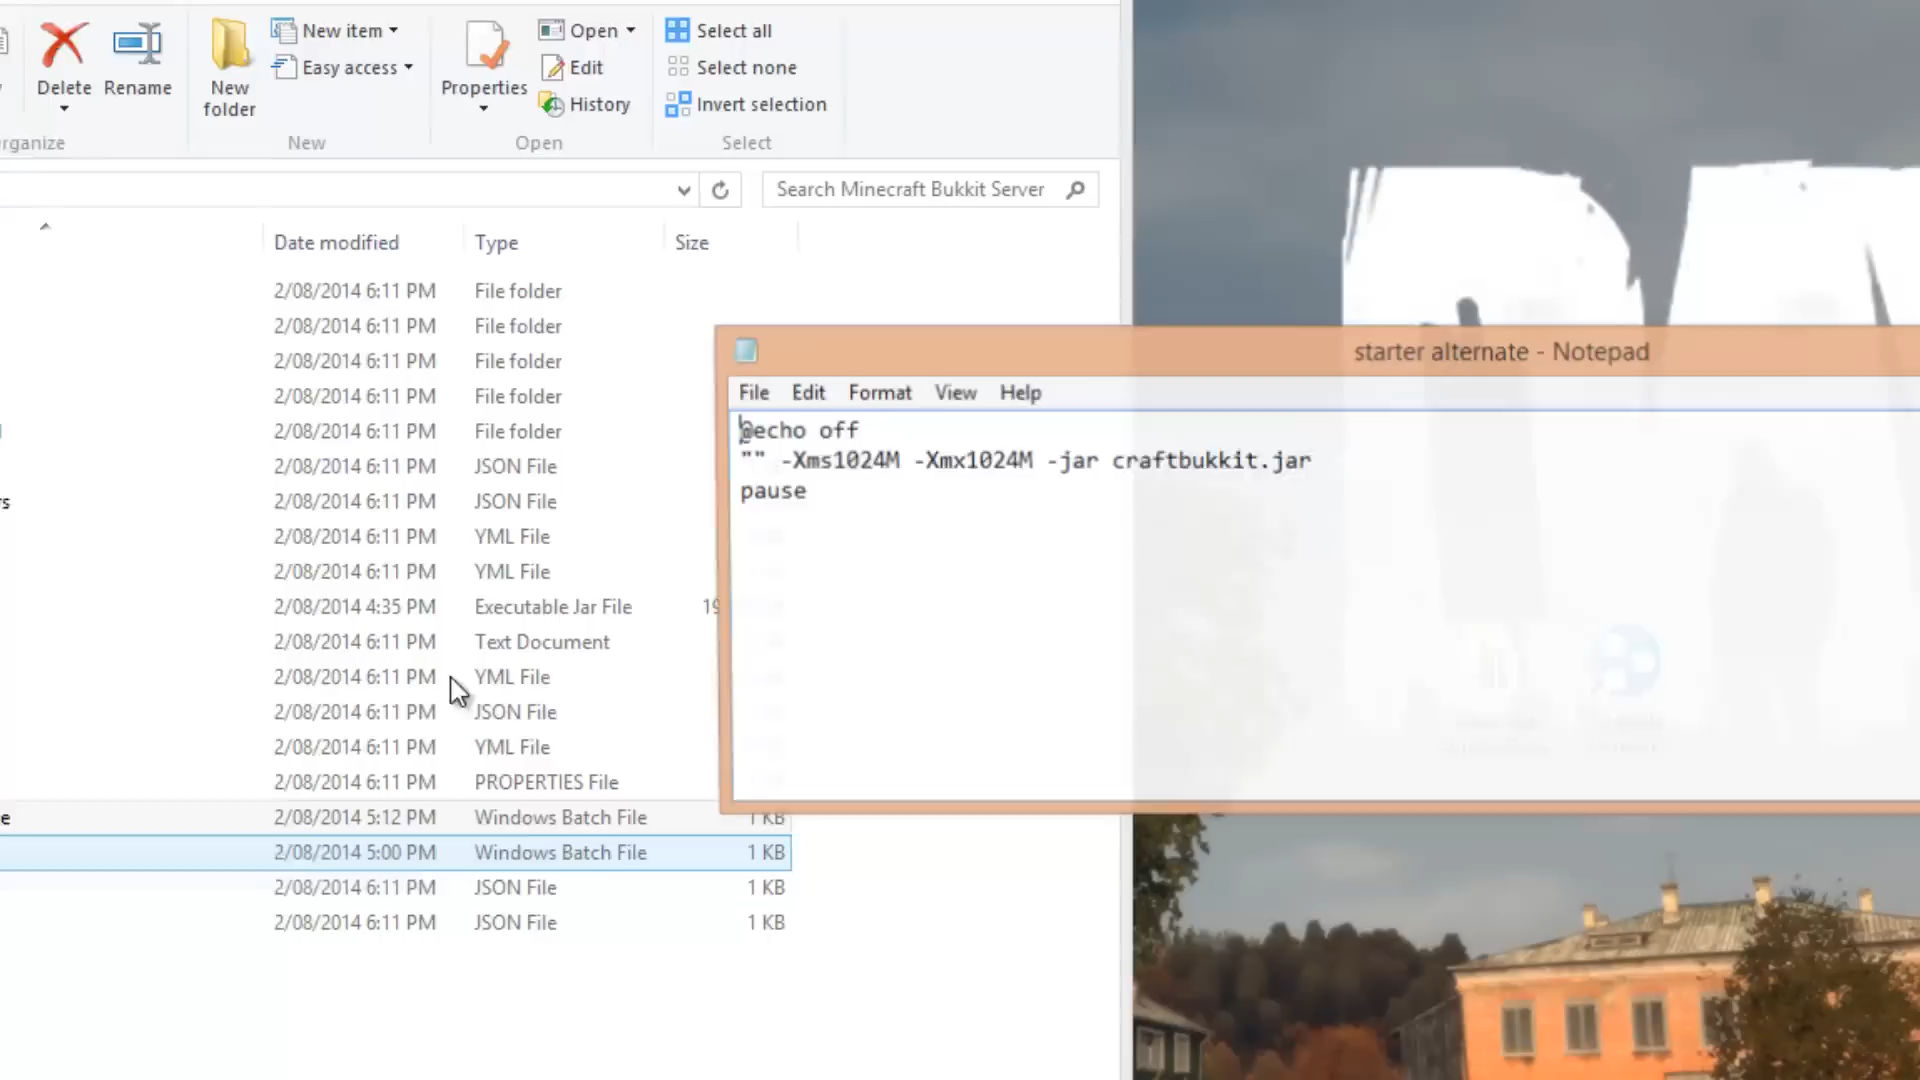 Delete
Rename
New
folder
New item
Easy access
Properties
Open
Edit
History
Select all
Select none
Invert selection
New
Open
Select
Search Minecraft Bukkit Server
Date modified Type Size
2/08/2014 6:11 PM File folder
2/08/2014 6:11 PM File folder
2/08/2014 6:11 PM File folder
2/08/2014 6:11 PM File folder
2/08/2014 6:11 PM File folder
2/08/2014 6:11 PM JSON File
2/08/2014 6:11 PM JSON File
2/08/2014 6:11 PM YML File
2/08/2014 6:11 PM YML File
2/08/2014 4:35 PM Executable Jar File
2/08/2014 6:11 PM Text Document
2/08/2014 6:11 PM YML File
2/08/2014 6:11 PM JSON File
2/08/2014 6:11 PM YML File
2/08/2014 6:11 PM PROPERTIES File
2/08/2014 5:12 PM Windows Batch File 1 KB
2/08/2014 5:00 PM Windows Batch File 1 KB
2/08/2014 6:11 PM JSON File 1 KB
2/08/2014 6:11 PM JSON File 1 KB
starter alternate - Notepad
File Edit Format View Help
@echo off
"" -Xms1024M -Xmx1024M -jar craftbukkit.jar
pause